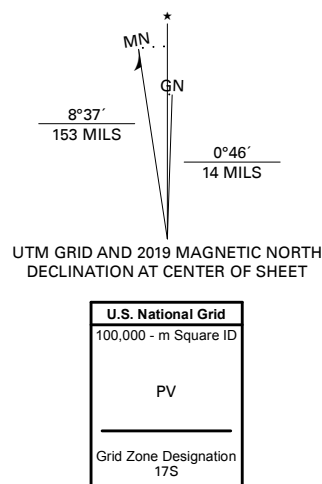 ★
MN
GN
8°37´
153 MILS
0°46´
14 MILS
UTM GRID AND 2019 MAGNETIC NORTH
DECLINATION AT CENTER OF SHEET
U.S. National Grid
100,000 - m Square ID
PV
Grid Zone Designation
17S